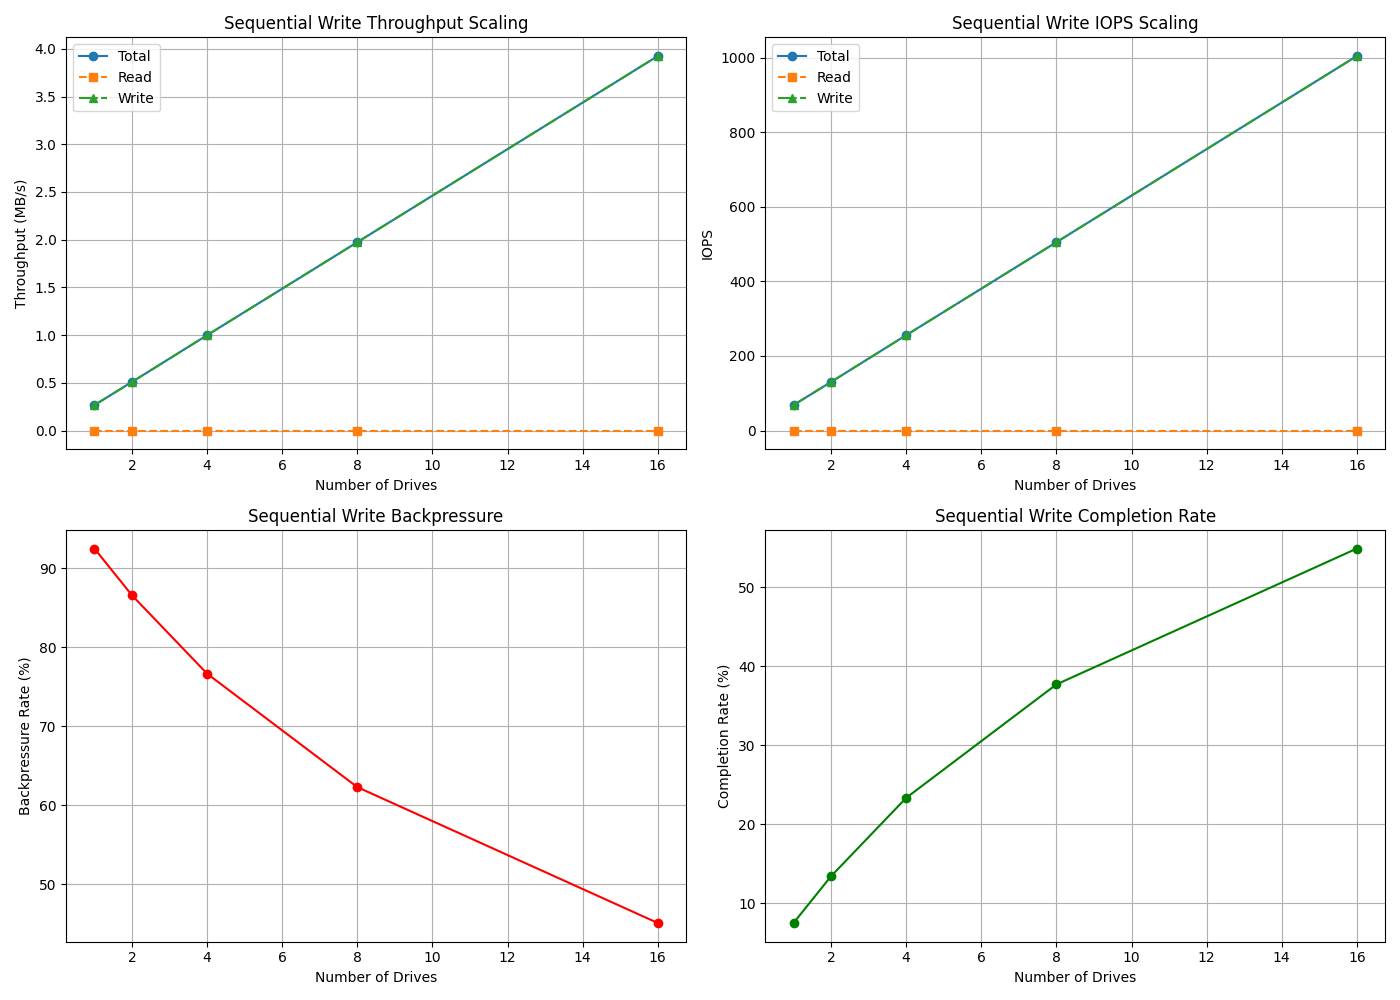 Sequential Write Throughput Scaling
Total
Read
Write
4.0
3.5
3.0
2.5
2.0
1.5
1.0
0.5
0.0
Throughput (MB/s)
2 4 6 8 10 12 14 16
Number of Drives
Sequential Write IOPS Scaling
Total
Read
Write
1000
800
600
400
200
0
IOPS
2 4 6 8 10 12 14 16
Number of Drives
Sequential Write Backpressure
90
80
70
60
50
Backpressure Rate (%)
2 4 6 8 10 12 14 16
Number of Drives
Sequential Write Completion Rate
50
40
30
20
10
Completion Rate (%)
2 4 6 8 10 12 14 16
Number of Drives